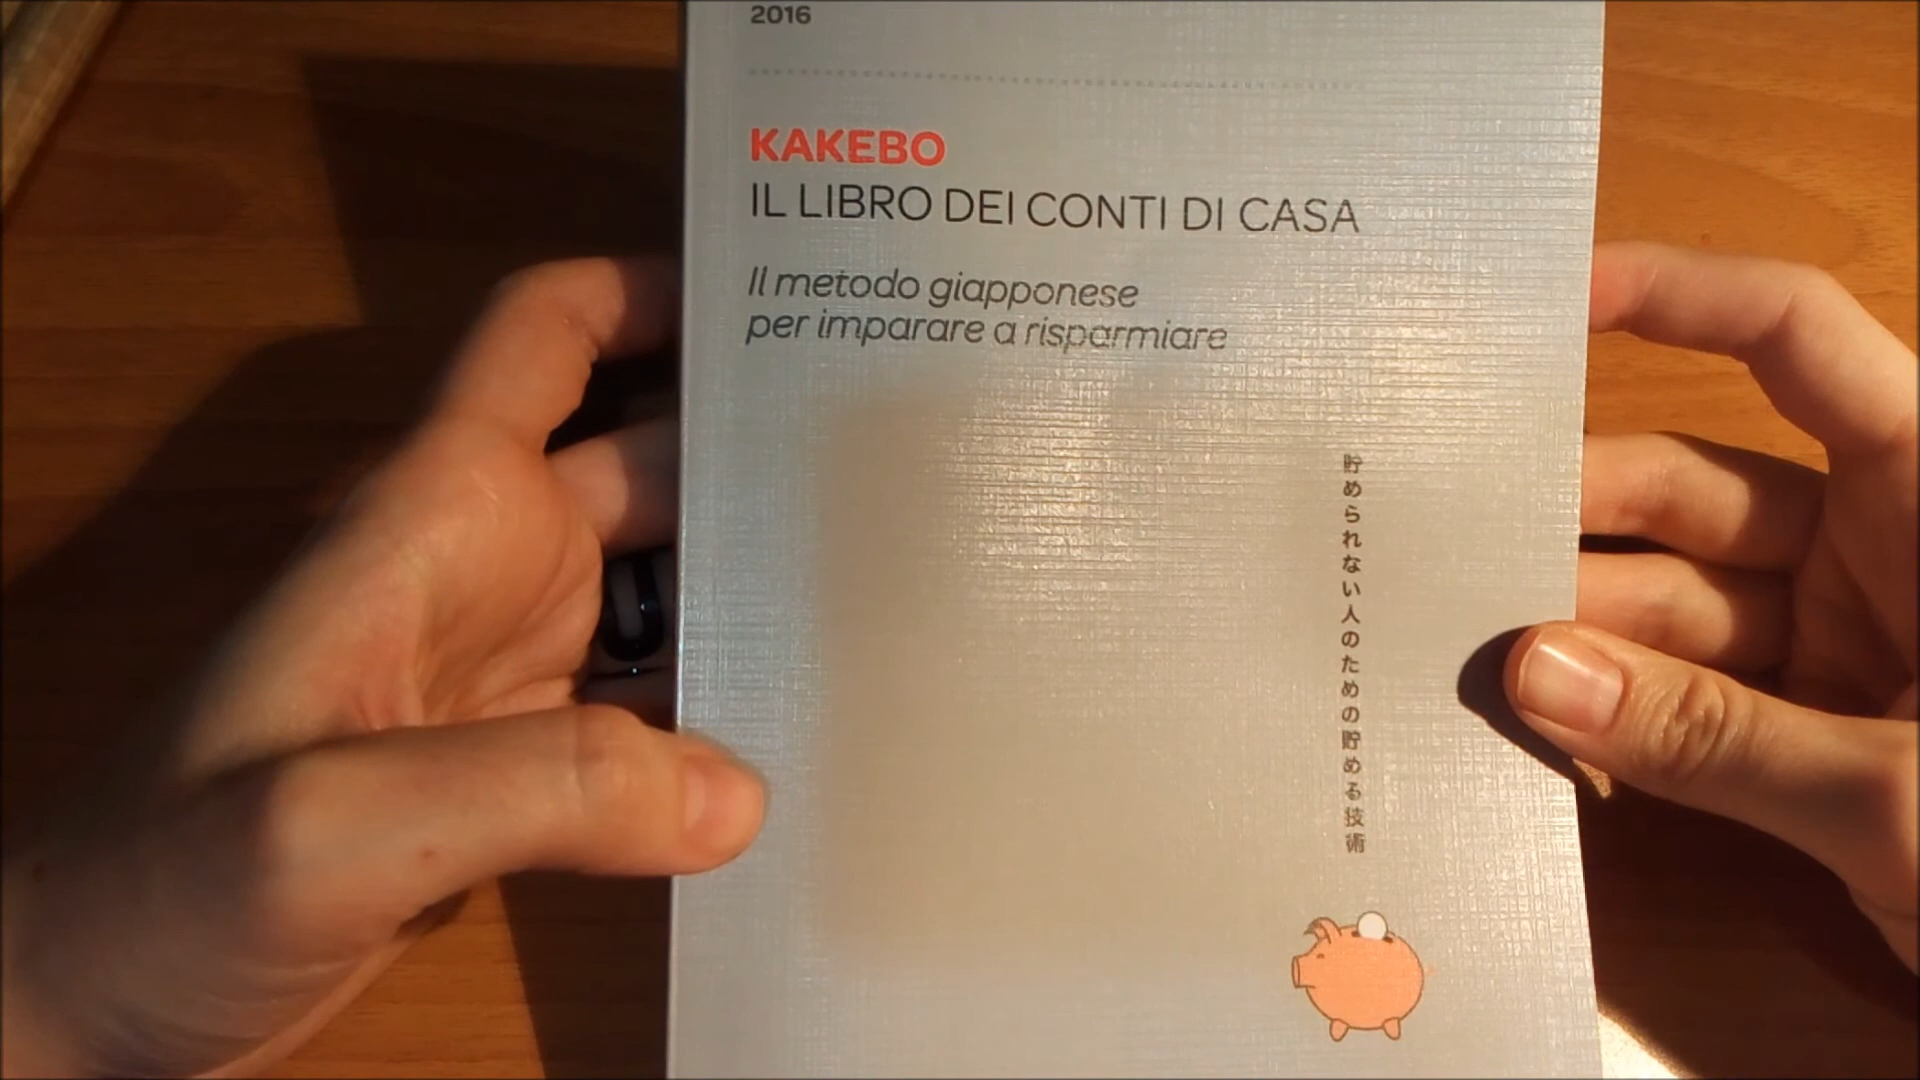 2016
KAKEBO
IL LIBRO DEI CONTI DI CASA
Il metodo giapponese
per imparare a risparmiare
貯められない人のための貯める技術